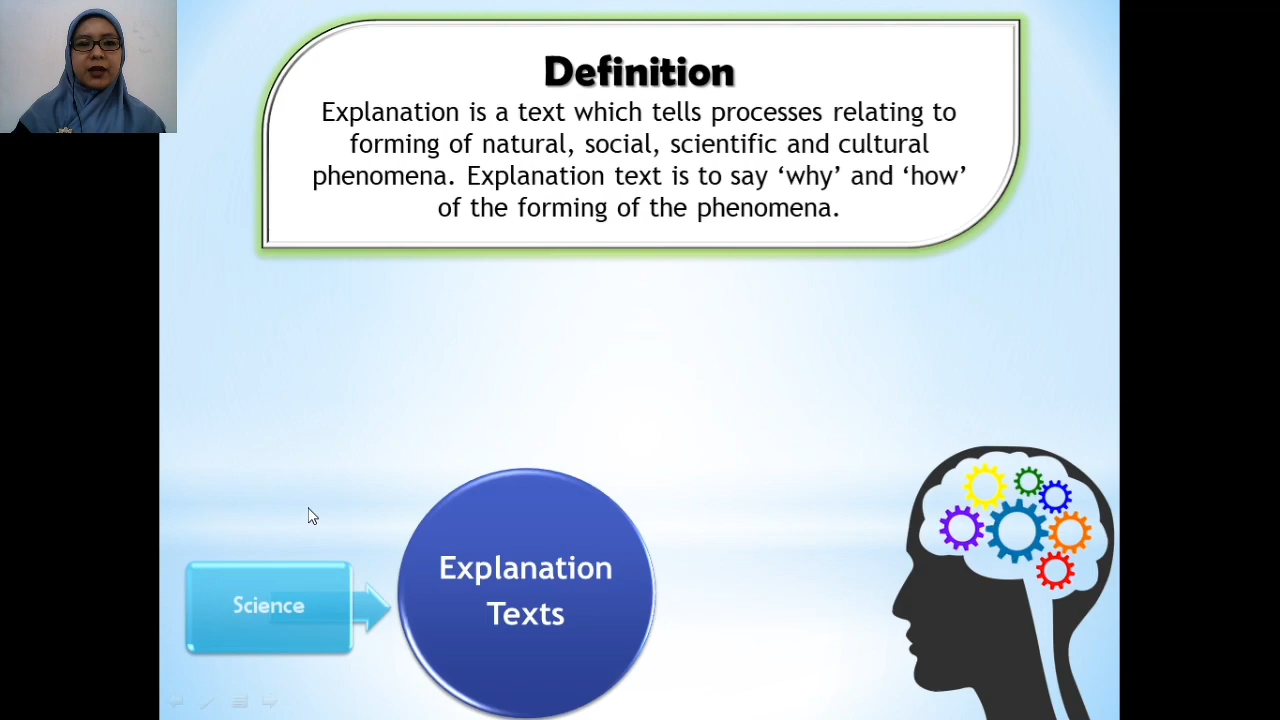 Definition
Explanation is a text which tells processes relating to
forming of natural, social, scientific and cultural
phenomena. Explanation text is to say ‘why’ and ‘how’
of the forming of the phenomena.
Science
Explanation
Texts